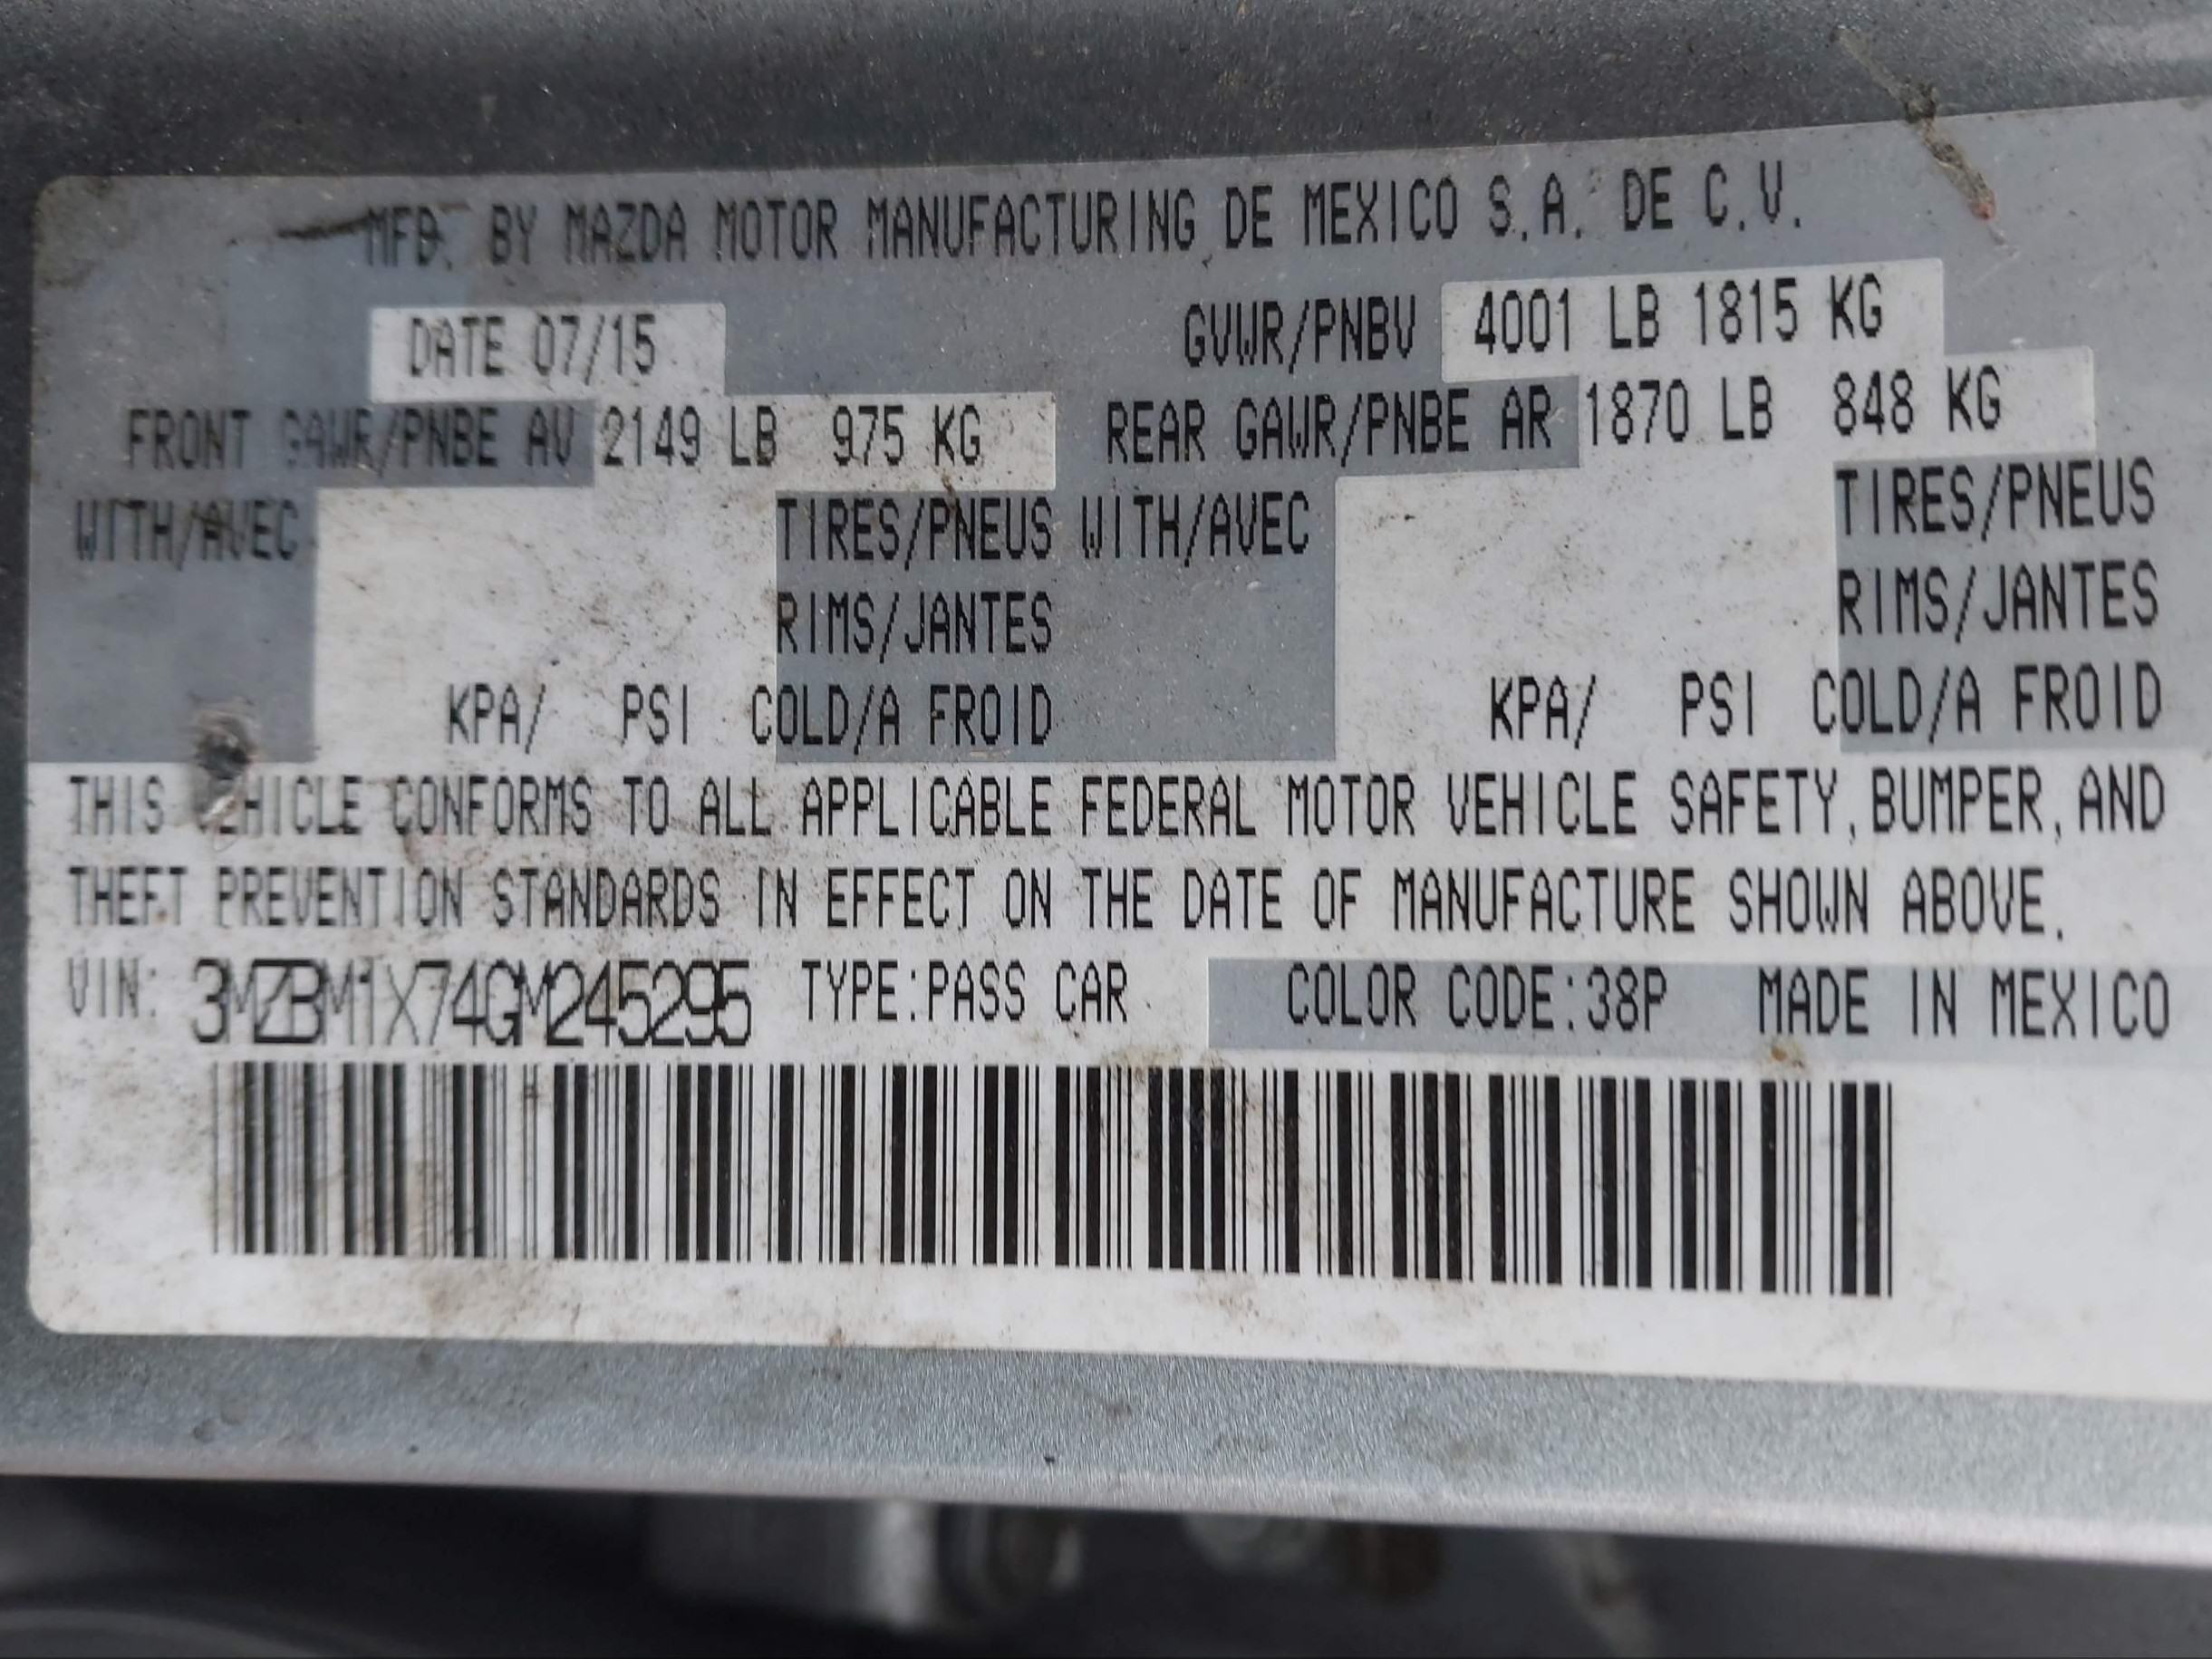 MFD. BY MAZDA MOTOR MANUFACTURING DE MEXICO S.A. DE C.V.
DATE 07/15 GVWR/PNBV 4001 LB 1815 KG
FRONT GAWR/PNBE AV 2149 LB 975 KG REAR GAWR/PNBE AR 1870 LB 848 KG
WITH/AVEC TIRES/PNEUS WITH/AVEC TIRES/PNEUS
RIMS/JANTES RIMS/JANTES
KPA/ PSI COLD/A FROID KPA/ PSI COLD/A FROID
THIS VEHICLE CONFORMS TO ALL APPLICABLE FEDERAL MOTOR VEHICLE SAFETY, BUMPER, AND
THEFT PREVENTION STANDARDS IN EFFECT ON THE DATE OF MANUFACTURE SHOWN ABOVE.
VIN: 3MZBM1X74GM245295 TYPE:PASS CAR COLOR CODE:38P MADE IN MEXICO